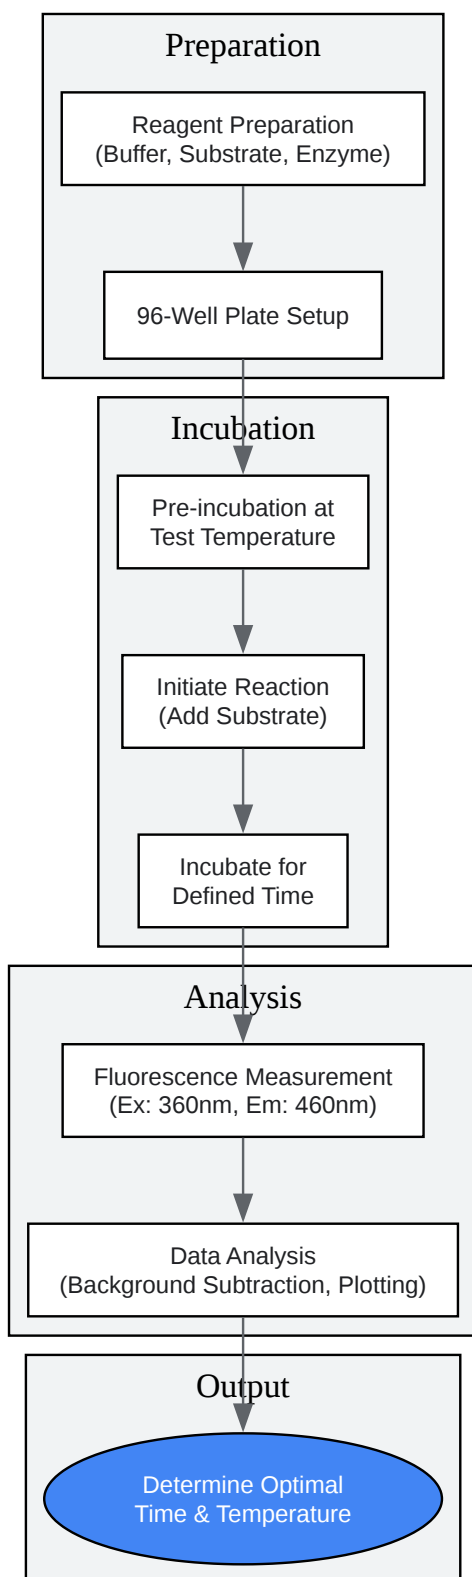 Preparation
Reagent Preparation
(Buffer, Substrate, Enzyme)
96-Well Plate Setup
Incubation
Pre-incubation at
Test Temperature
Initiate Reaction
(Add Substrate)
Incubate for
Defined Time
Analysis
Fluorescence Measurement
(Ex: 360nm, Em: 460nm)
Data Analysis
(Background Subtraction, Plotting)
Output
Determine Optimal
Time & Temperature